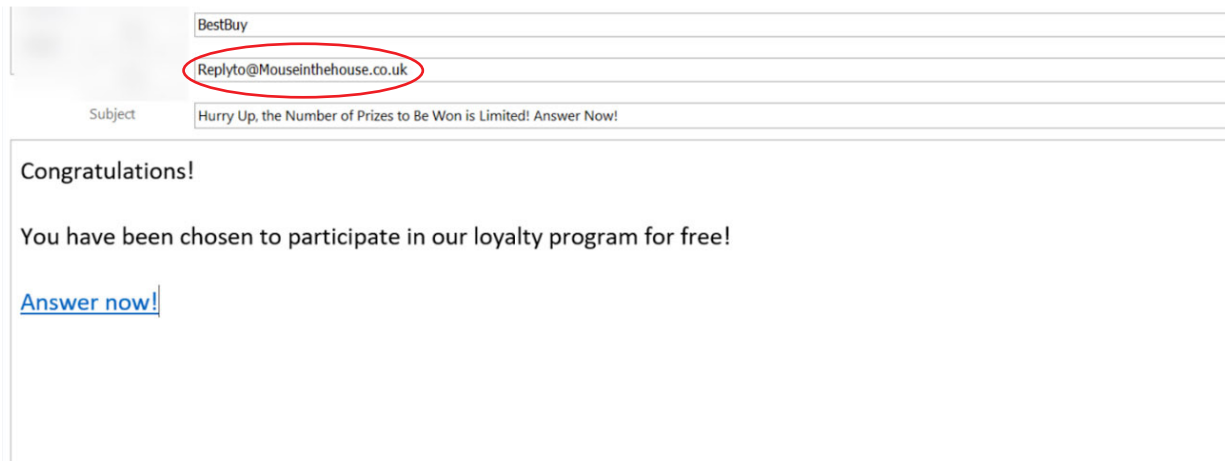 BestBuy
Replyto@Mouseinthehouse.co.uk
Subject Hurry Up, the Number of Prizes to Be Won is Limited! Answer Now!
Congratulations!
You have been chosen to participate in our loyalty program for free!
Answer now!